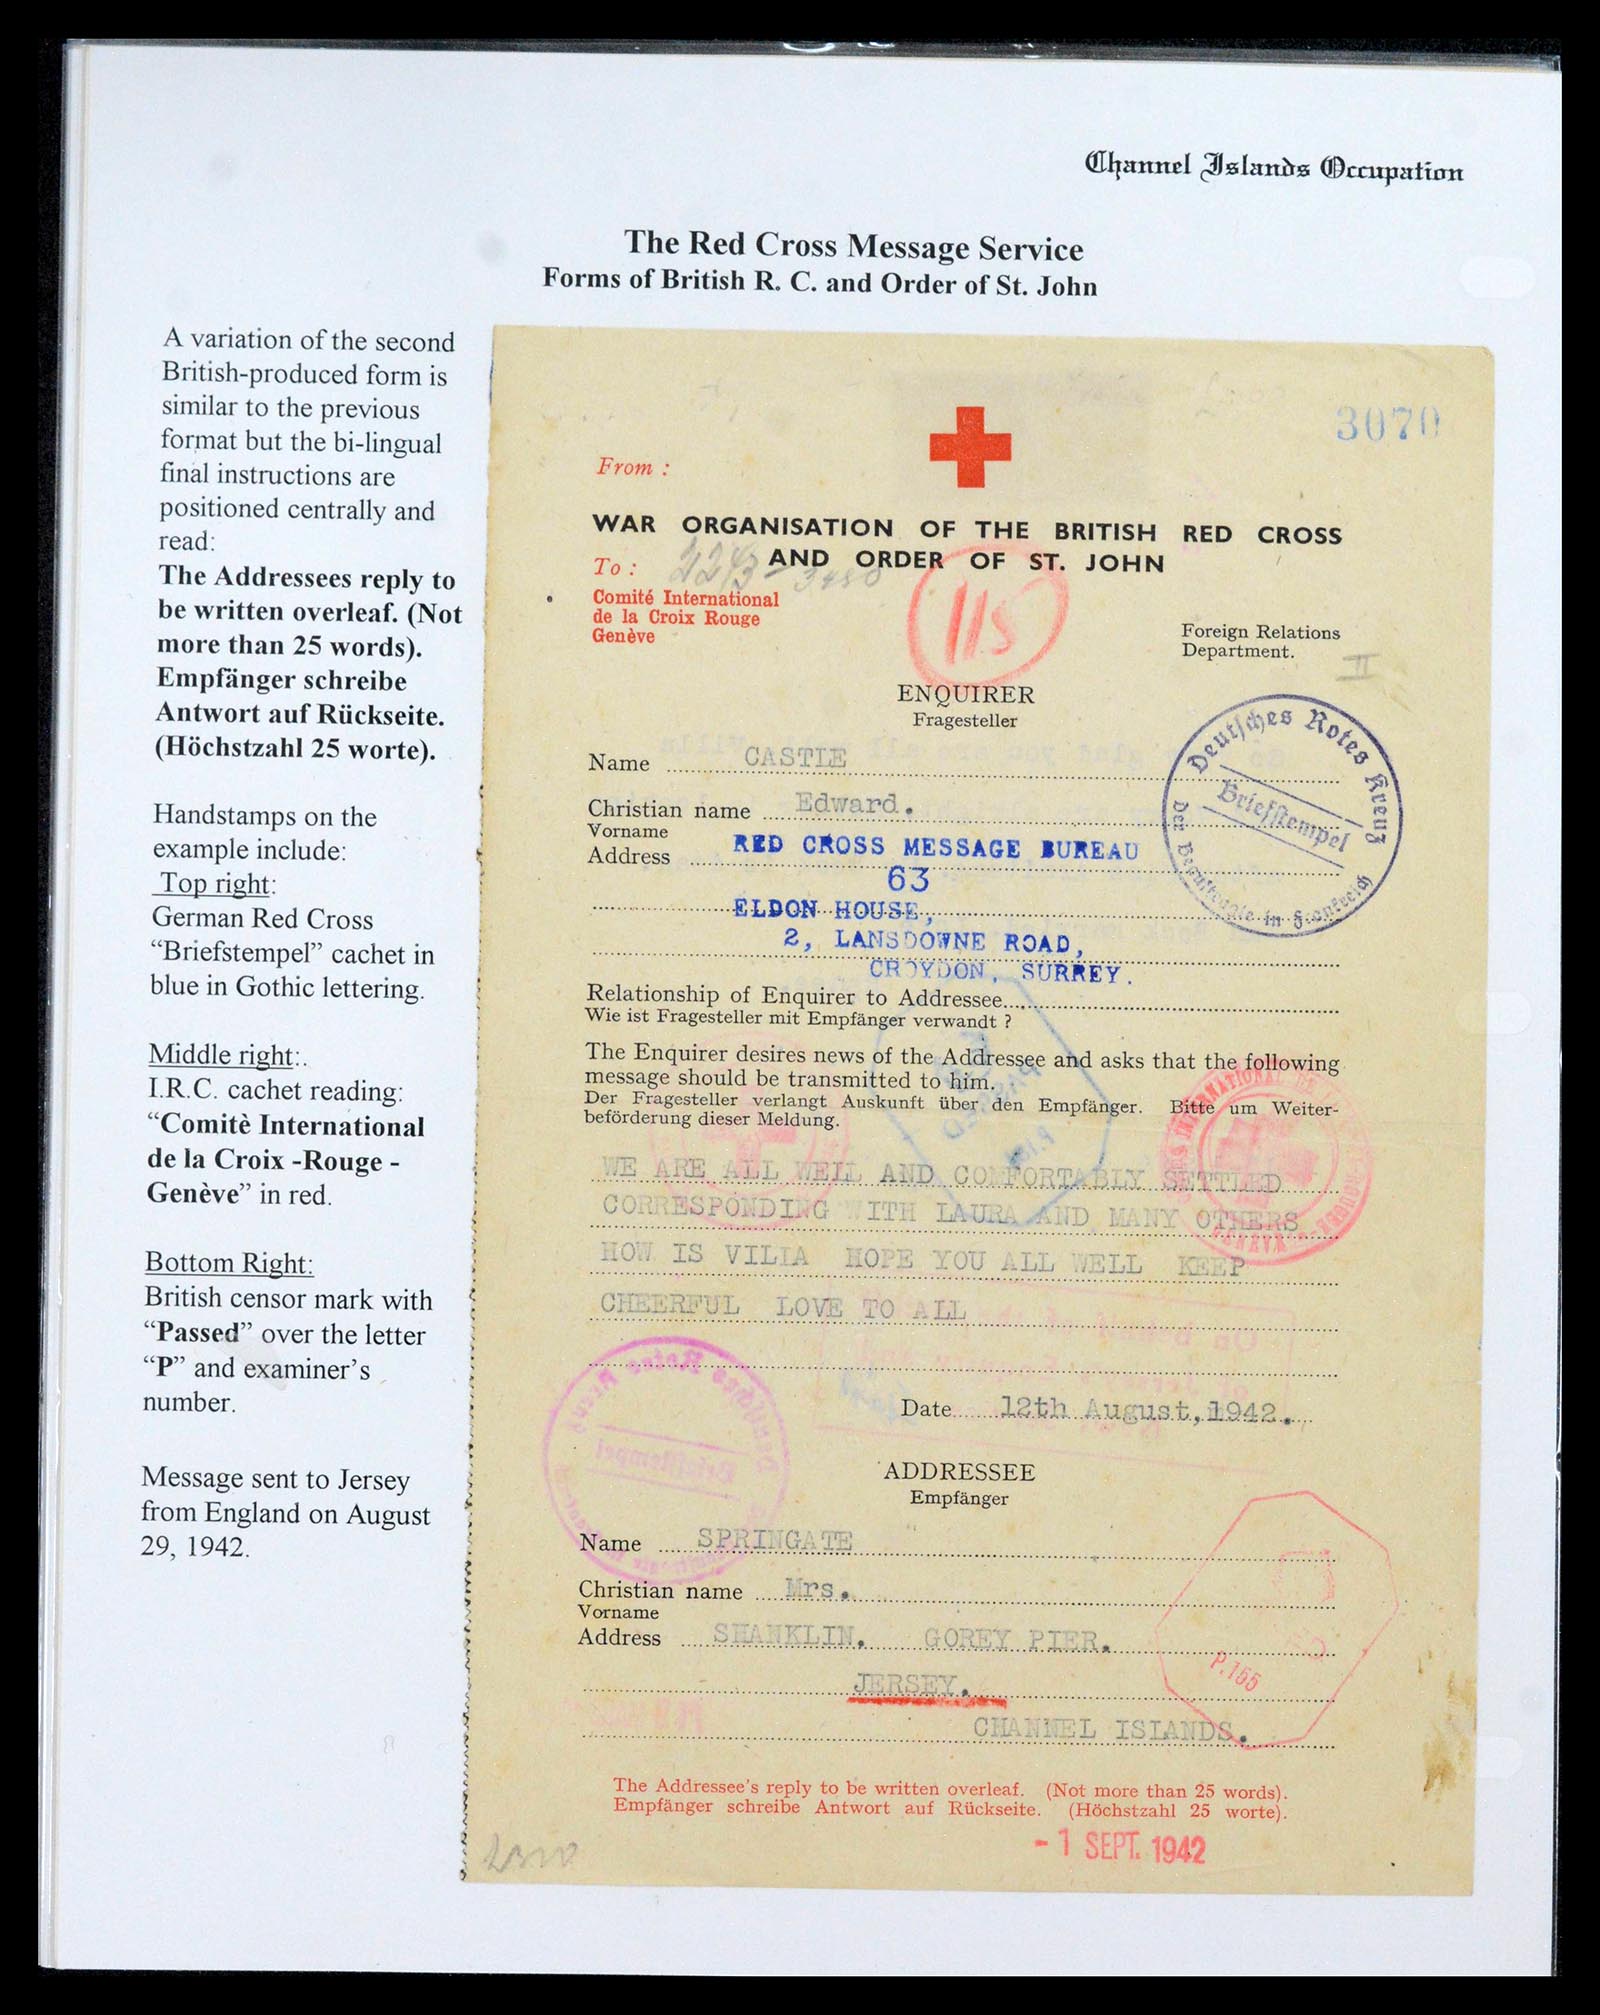 Channel Islands Occupation
The Red Cross Message Service
Forms of British R. C. and Order of St. John
A variation of the second
British-produced form is
similar to the previous
format but the bi-lingual
final instructions are
positioned centrally and
read:
The Addressees reply to
be written overleaf. (Not
more than 25 words).
Empfänger schreibe
Antwort auf Rückseite.
(Höchstzahl 25 worte).
Handstamps on the
example include:
Top right:
German Red Cross
“Briefstempel” cachet in
blue in Gothic lettering.
Middle right:.
I.R.C. cachet reading:
“Comitè International
de la Croix -Rouge -
Genève” in red.
Bottom Right:
British censor mark with
“Passed” over the letter
“P” and examiner’s
number.
Message sent to Jersey
from England on August
29, 1942.
3070
From :
WAR ORGANISATION OF THE BRITISH RED CROSS
AND ORDER OF ST. JOHN
To :
Comité International
de la Croix Rouge
Genève
115
Foreign Relations
Department.
II
ENQUIRER
Fragesteller
Deutsches Rotes Kreuz
Briefstempel
Der Beauftragte in Frankreich
Name CASTLE
Christian name Edward.
Vorname
Address RED CROSS MESSAGE BUREAU
63
ELDON HOUSE,
2, LANSDOWNE ROAD,
CROYDON, SURREY.
Relationship of Enquirer to Addressee
Wie ist Fragesteller mit Empfänger verwandt ?
The Enquirer desires news of the Addressee and asks that the following
message should be transmitted to him.
Der Fragesteller verlangt Auskunft über den Empfänger. Bitte um Weiter-
beförderung dieser Meldung.
WE ARE ALL WELL AND COMFORTABLY SETTLED
CORRESPONDING WITH LAURA AND MANY OTHERS
HOW IS VILIA HOPE YOU ALL WELL KEEP
CHEERFUL LOVE TO ALL
Date 12th August, 1942.
ADDRESSEE
Empfänger
Name SPRINGATE
Christian name Mrs.
Vorname
Address SHANKLIN. GOREY PIER.
P.155
JERSEY.
CHANNEL ISLANDS.
The Addressee's reply to be written overleaf. (Not more than 25 words).
Empfänger schreibe Antwort auf Rückseite. (Höchstzahl 25 worte).
- 1 SEPT. 1942